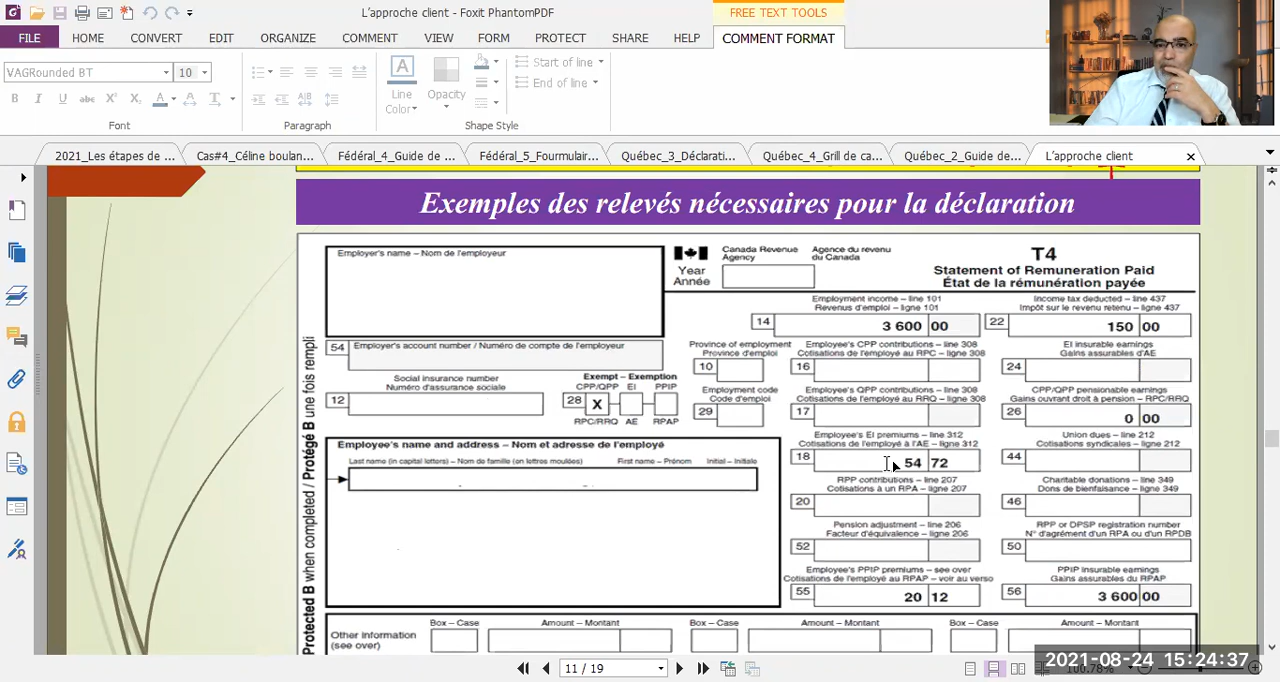 L'approche client - Foxit PhantomPDF
FREE TEXT TOOLS
FILE HOME CONVERT EDIT ORGANIZE COMMENT VIEW FORM PROTECT SHARE HELP COMMENT FORMAT
VAGRounded BT 10
Line Color
Opacity
Start of line
End of line
Font Paragraph Shape Style
2021_Les étapes de ... Cas#4_Céline boulan... Fédéral_4_Guide de ... Fédéral_5_Fourmulair... Québec_3_Déclarati... Québec_4_Grill de ca... Québec_2_Guide de... L'approche client
Exemples des relevés nécessaires pour la déclaration
Employer's name – Nom de l'employeur
Canada Revenue Agency
Agence du revenu du Canada
Year
Année
T4
Statement of Remuneration Paid
État de la rémunération payée
Employment income – line 101
Revenus d'emploi – ligne 101
14 3 600 00
Income tax deducted – line 437
Impôt sur le revenu retenu – ligne 437
22 150 00
54 Employer's account number / Numéro de compte de l'employeur
Province of employment
Province d'emploi
10
Employee's CPP contributions – line 308
Cotisations de l'employé au RPC – ligne 308
16
EI insurable earnings
Gains assurables d'AE
24
Social insurance number
Numéro d'assurance sociale
12
Exempt – Exemption
CPP/QPP EI PPIP
28 X
RPC/RRQ AE RPAP
Employment code
Code d'emploi
29
Employee's QPP contributions – line 308
Cotisations de l'employé au RRQ – ligne 308
17
CPP/QPP pensionable earnings
Gains ouvrant droit à pension – RPC/RRQ
26 0 00
Employee's name and address – Nom et adresse de l'employé
Last name (in capital letters) – Nom de famille (en lettres moulées) First name – Prénom Initial – Initiale
Employee's EI premiums – line 312
Cotisations de l'employé à l'AE – ligne 312
18 54 72
Union dues – line 212
Cotisations syndicales – ligne 212
44
RPP contributions – line 207
Cotisations à un RPA – ligne 207
20
Charitable donations – line 349
Dons de bienfaisance – ligne 349
46
Pension adjustment – line 206
Facteur d'équivalence – ligne 206
52
RPP or DPSP registration number
N° d'agrément d'un RPA ou d'un RPDB
50
Employee's PPIP premiums – see over
Cotisations de l'employé au RPAP – voir au verso
55 20 12
PPIP insurable earnings
Gains assurables du RPAP
56 3 600 00
Protected B when completed / Protégé B une fois rempli
Other information
(see over)
Box – Case Amount – Montant Box – Case Amount – Montant Box – Case Amount – Montant
11 / 19
2021-08-24 15:24:37